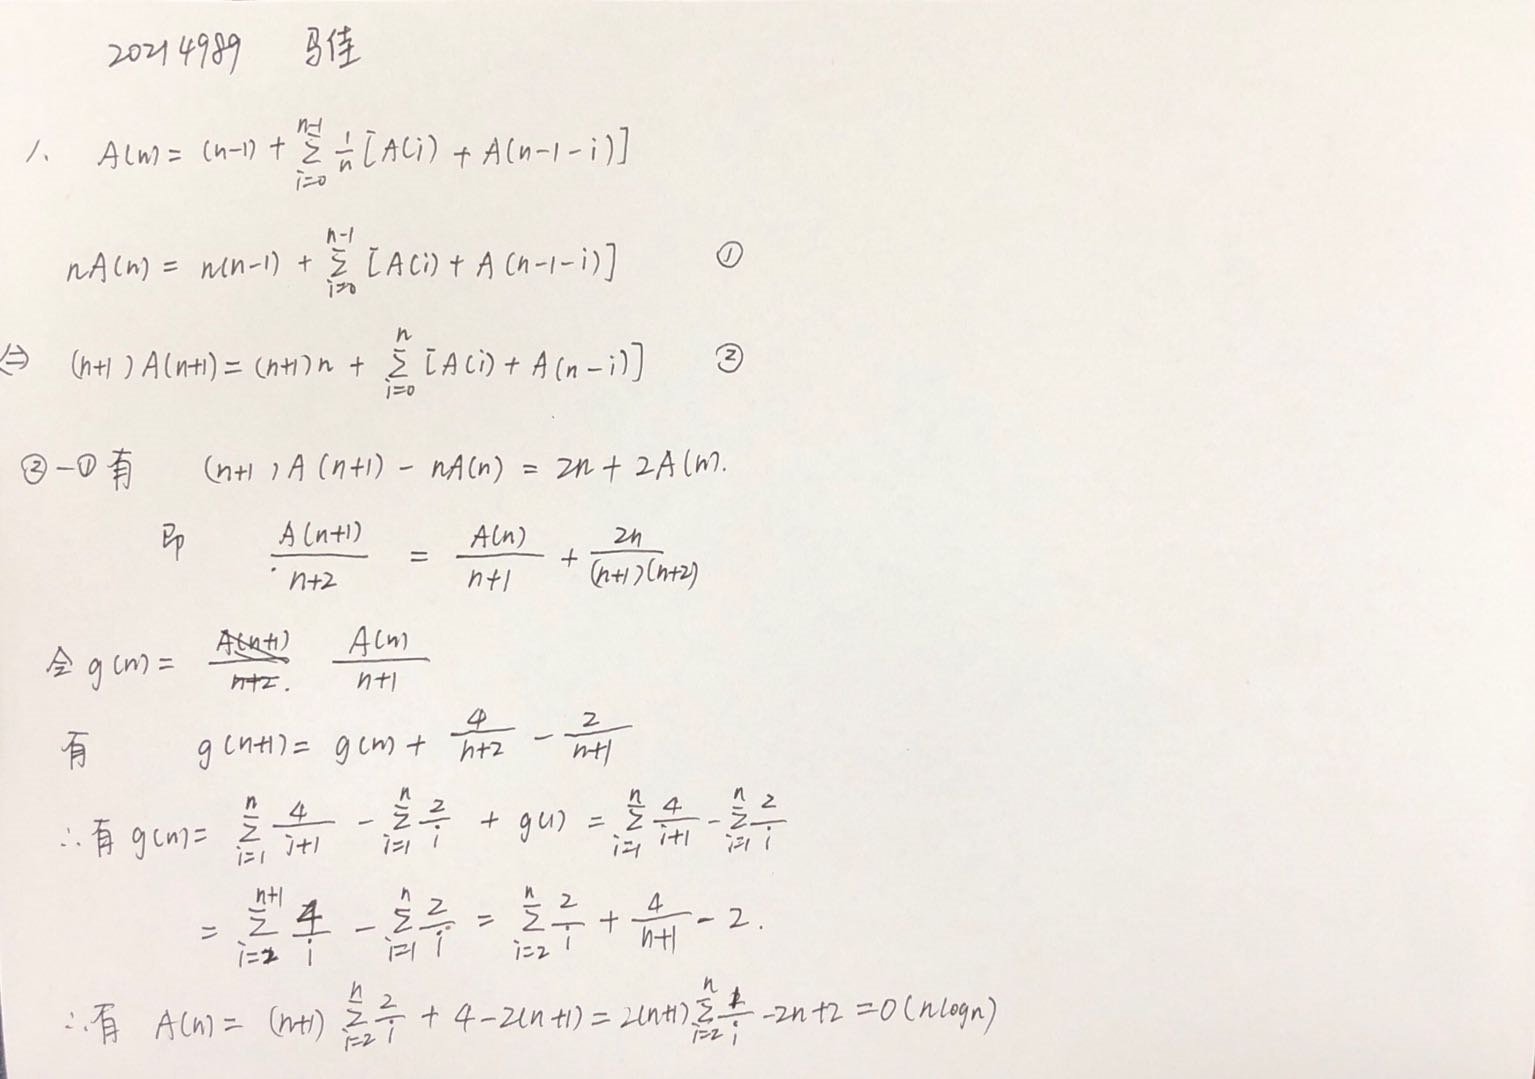 20214989 马佳
1、 A(n) = (n-1) + \sum_{i=0}^{n-1} \frac{1}{n} [A(i) + A(n-1-i)]
nA(n) = n(n-1) + \sum_{i=0}^{n-1} [A(i) + A(n-1-i)] ①
⇔ (n+1)A(n+1) = (n+1)n + \sum_{i=0}^{n} [A(i) + A(n-i)] ②
②-①有 (n+1)A(n+1) - nA(n) = 2n + 2A(n).
即 \frac{A(n+1)}{n+2} = \frac{A(n)}{n+1} + \frac{2n}{(n+1)(n+2)}
令 g(n) = \frac{A(n)}{n+1}
有 g(n+1) = g(n) + \frac{4}{n+2} - \frac{2}{n+1}
∴有 g(n) = \sum_{i=1}^{n} \frac{4}{i+1} - \sum_{i=1}^{n} \frac{2}{i} + g(1) = \sum_{i=1}^{n} \frac{4}{i+1} - \sum_{i=1}^{n} \frac{2}{i}
= \sum_{i=2}^{n+1} \frac{4}{i} - \sum_{i=1}^{n} \frac{2}{i} = \sum_{i=2}^{n} \frac{2}{i} + \frac{4}{n+1} - 2.
∴有 A(n) = (n+1) \sum_{i=2}^{n} \frac{2}{i} + 4 - 2(n+1) = 2(n+1) \sum_{i=2}^{n} \frac{1}{i} - 2n + 2 = O(n log n)